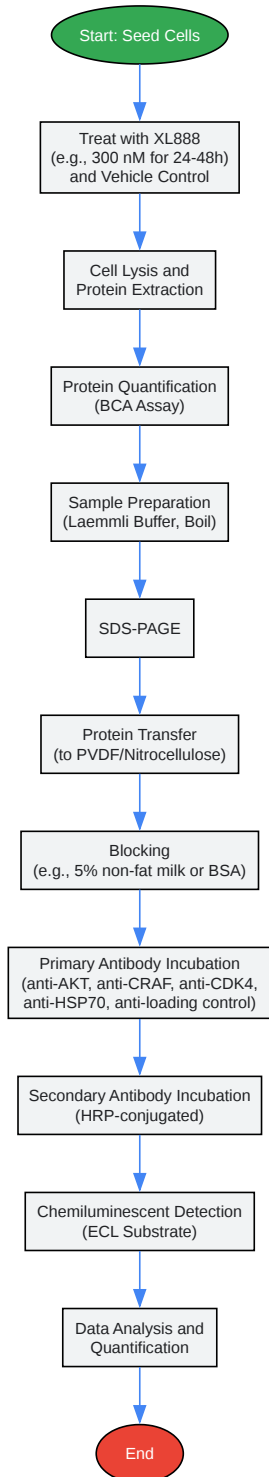 Start: Seed Cells
Treat with XL888
(e.g., 300 nM for 24-48h)
and Vehicle Control
Cell Lysis and
Protein Extraction
Protein Quantification
(BCA Assay)
Sample Preparation
(Laemmli Buffer, Boil)
SDS-PAGE
Protein Transfer
(to PVDF/Nitrocellulose)
Blocking
(e.g., 5% non-fat milk or BSA)
Primary Antibody Incubation
(anti-AKT, anti-CRAF, anti-CDK4,
anti-HSP70, anti-loading control)
Secondary Antibody Incubation
(HRP-conjugated)
Chemiluminescent Detection
(ECL Substrate)
Data Analysis and
Quantification
End